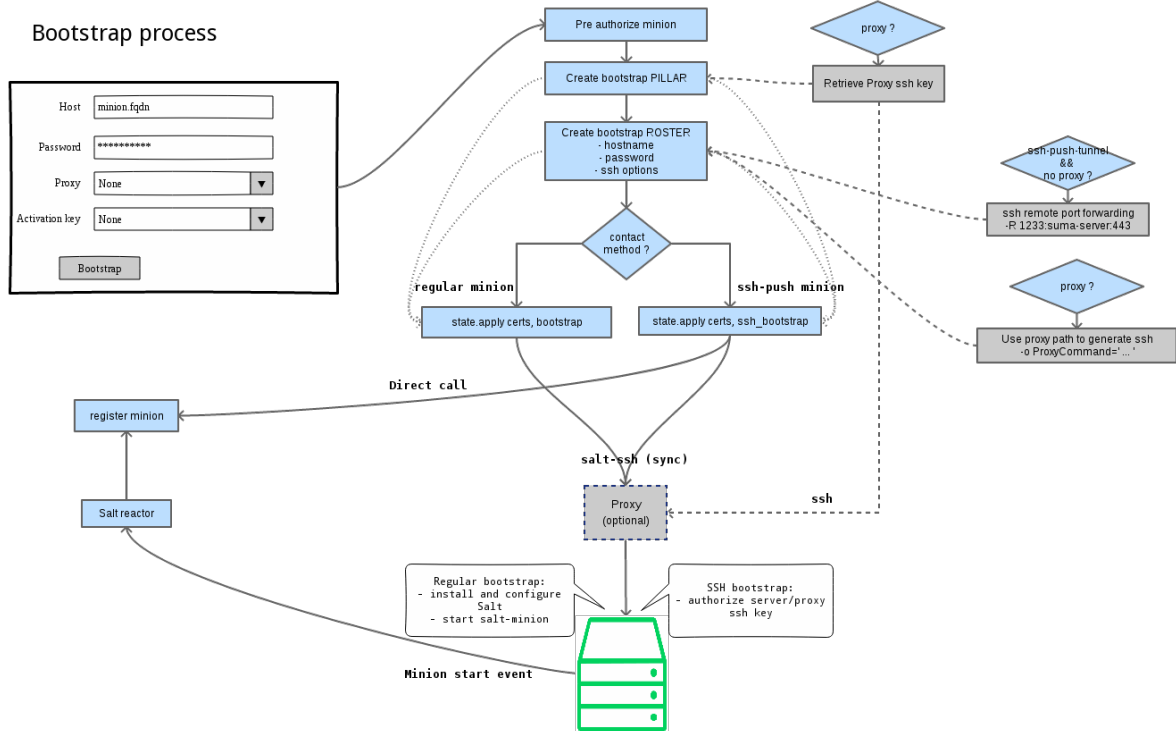 Bootstrap process
Host
minion.fqdn
Password
**********
Proxy
None
Activation key
None
Bootstrap
Pre authorize minion
Create bootstrap PILLAR
Create bootstrap ROSTER
- hostname
- password
- ssh options
contact
method ?
regular minion
ssh-push minion
state.apply certs, bootstrap
state.apply certs, ssh_bootstrap
proxy ?
Retrieve Proxy ssh key
ssh-push-tunnel
&&
no proxy ?
ssh remote port forwarding
-R 1233:suma-server:443
proxy ?
Use proxy path to generate ssh
-o ProxyCommand='... '
Direct call
register minion
salt-ssh (sync)
Salt reactor
Proxy
(optional)
ssh
Regular bootstrap:
- install and configure
Salt
- start salt-minion
SSH bootstrap:
- authorize server/proxy
ssh key
Minion start event